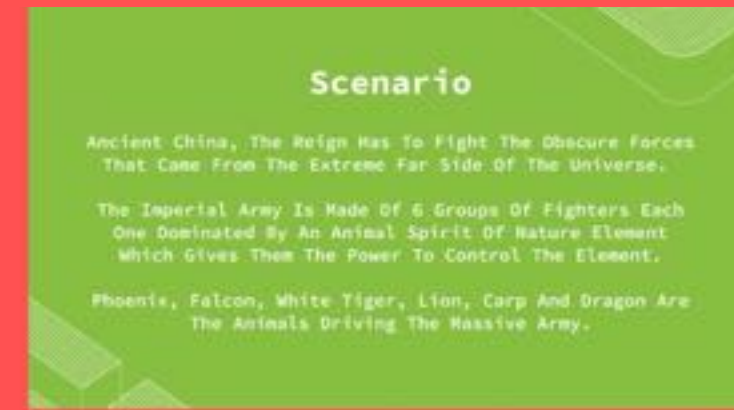 Scenario
Ancient China, The Reign Has To Fight The Obscure Forces
That Came From The Extreme Far Side Of The Universe.
The Imperial Army Is Made Of 6 Groups Of Fighters Each
One Dominated By An Animal Spirit Of Nature Element
Which Gives Them The Power To Control The Element.
Phoenix, Falcon, White Tiger, Lion, Carp And Dragon Are
The Animals Driving The Massive Army.